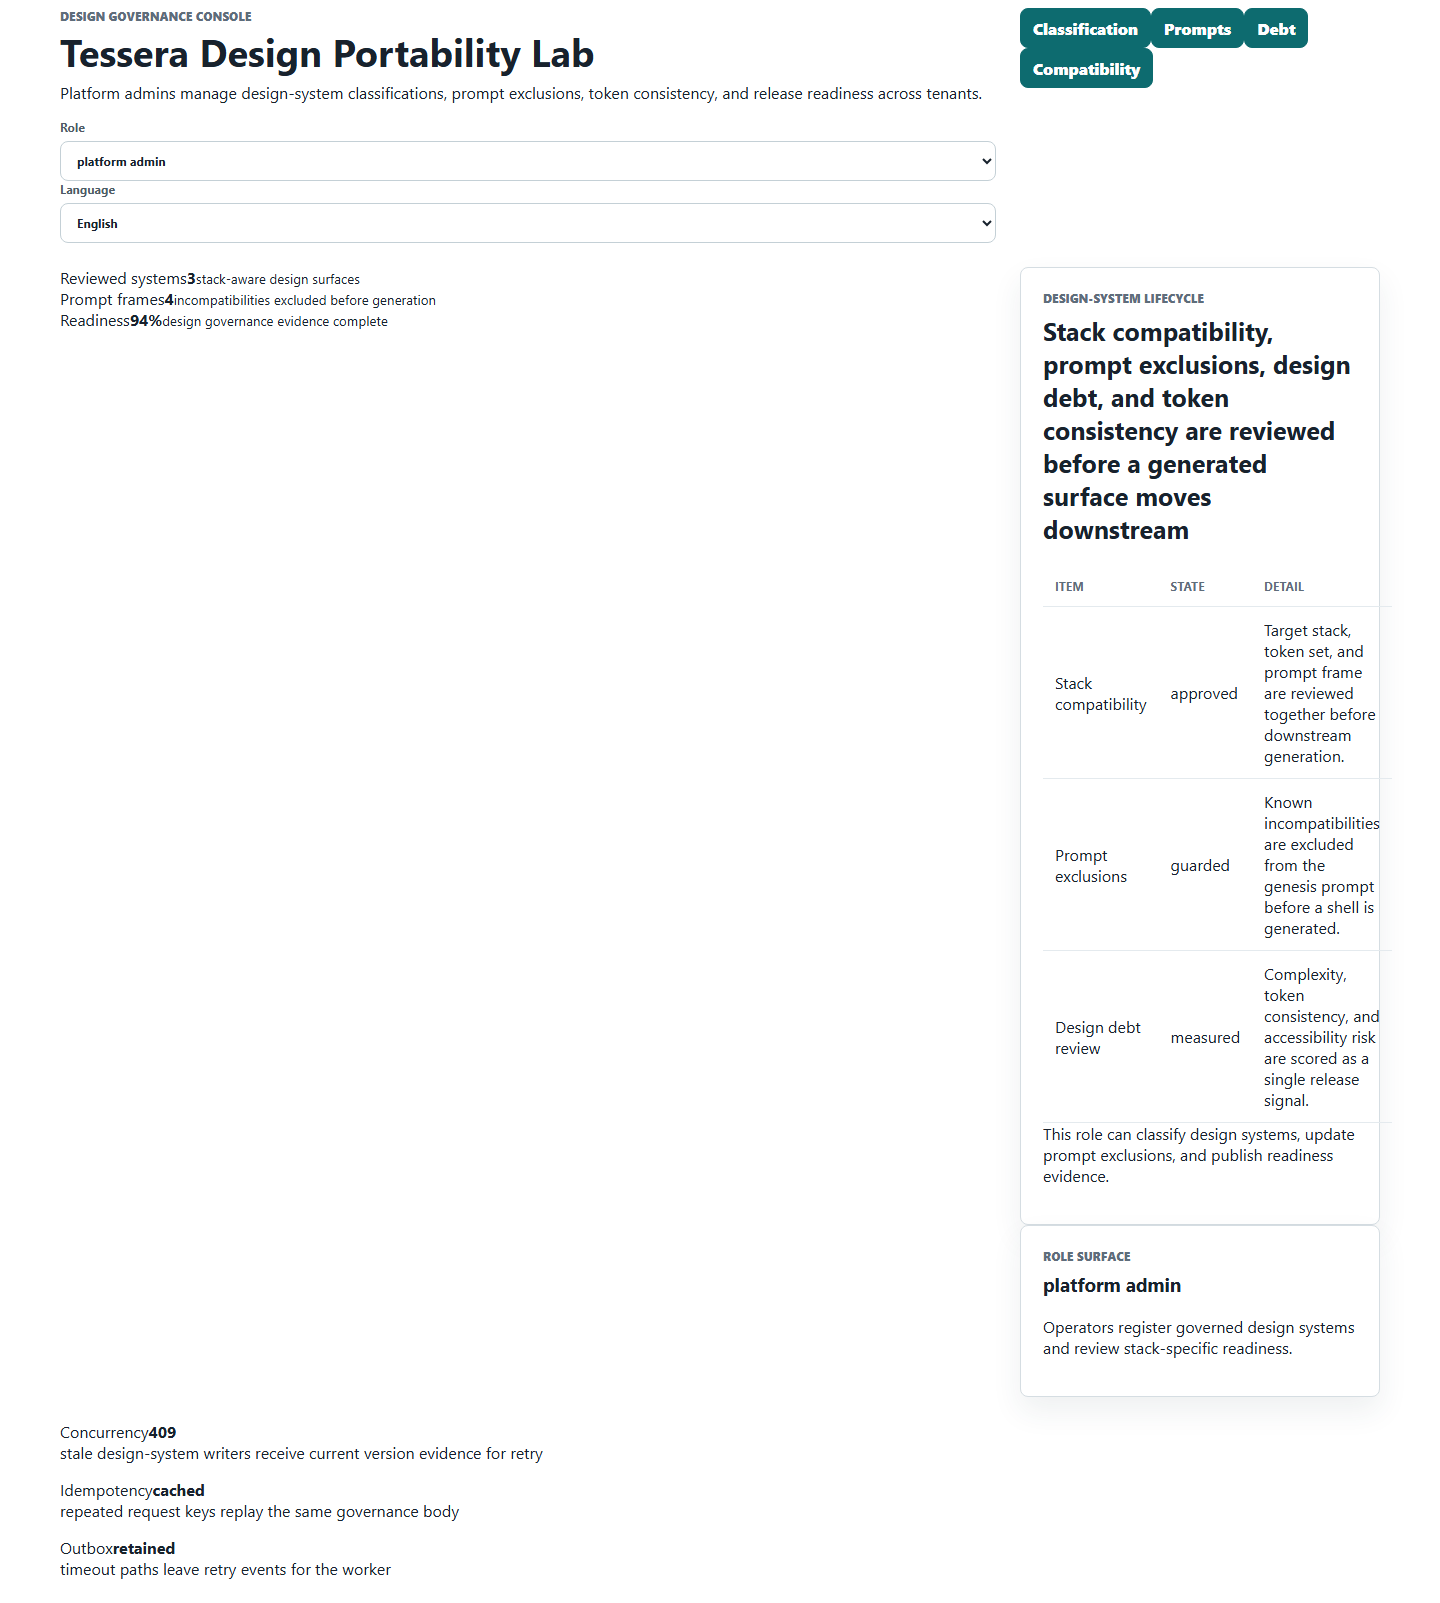 DESIGN GOVERNANCE CONSOLE
Tessera Design Portability Lab
Platform admins manage design-system classifications, prompt exclusions, token consistency, and release readiness across tenants.
Role
platform admin
Language
English
Classification Prompts Debt
Compatibility
Reviewed systems3stack-aware design surfaces
Prompt frames4incompatibilities excluded before generation
Readiness94%design governance evidence complete
DESIGN-SYSTEM LIFECYCLE
Stack compatibility,
prompt exclusions, design
debt, and token
consistency are reviewed
before a generated
surface moves
downstream
ITEM STATE DETAIL
Stack
compatibility
approved
Target stack,
token set, and
prompt frame
are reviewed
together before
downstream
generation.
Prompt
exclusions
guarded
Known
incompatibilities
are excluded
from the
genesis prompt
before a shell is
generated.
Design debt
review
measured
Complexity,
token
consistency, and
accessibility risk
are scored as a
single release
signal.
This role can classify design systems, update
prompt exclusions, and publish readiness
evidence.
ROLE SURFACE
platform admin
Operators register governed design systems
and review stack-specific readiness.
Concurrency409
stale design-system writers receive current version evidence for retry
Idempotencycached
repeated request keys replay the same governance body
Outboxretained
timeout paths leave retry events for the worker